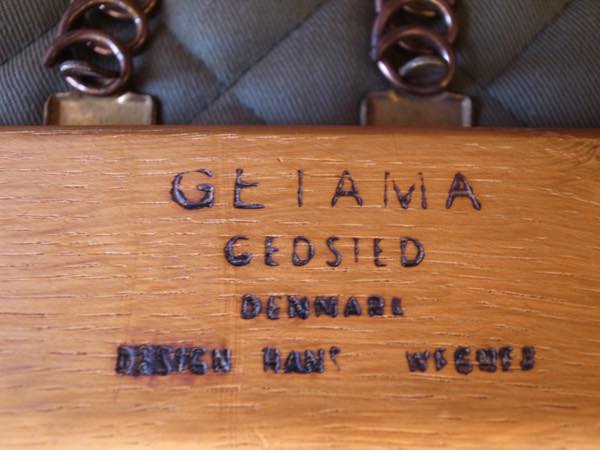 GETAMA
GEDSTED
DENMARK
DESIGN HANS WEGNER